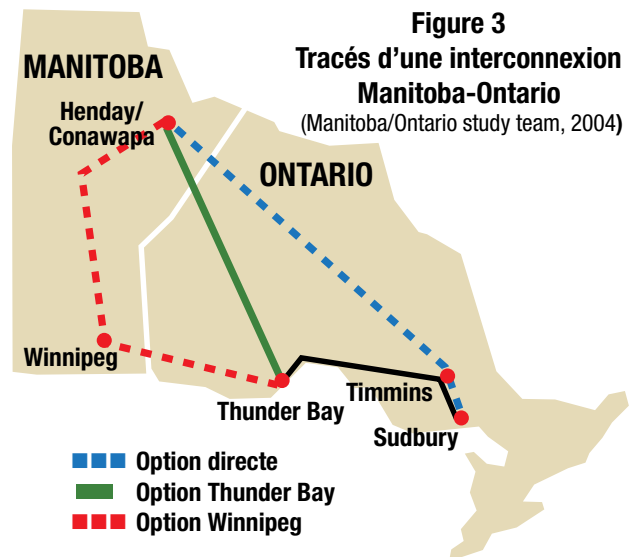 Figure 3
Tracés d’une interconnexion
Manitoba-Ontario
(Manitoba/Ontario study team, 2004)
MANITOBA
Henday/
Conawapa
ONTARIO
Winnipeg
Thunder Bay
Timmins
Sudbury
Option directe
Option Thunder Bay
Option Winnipeg